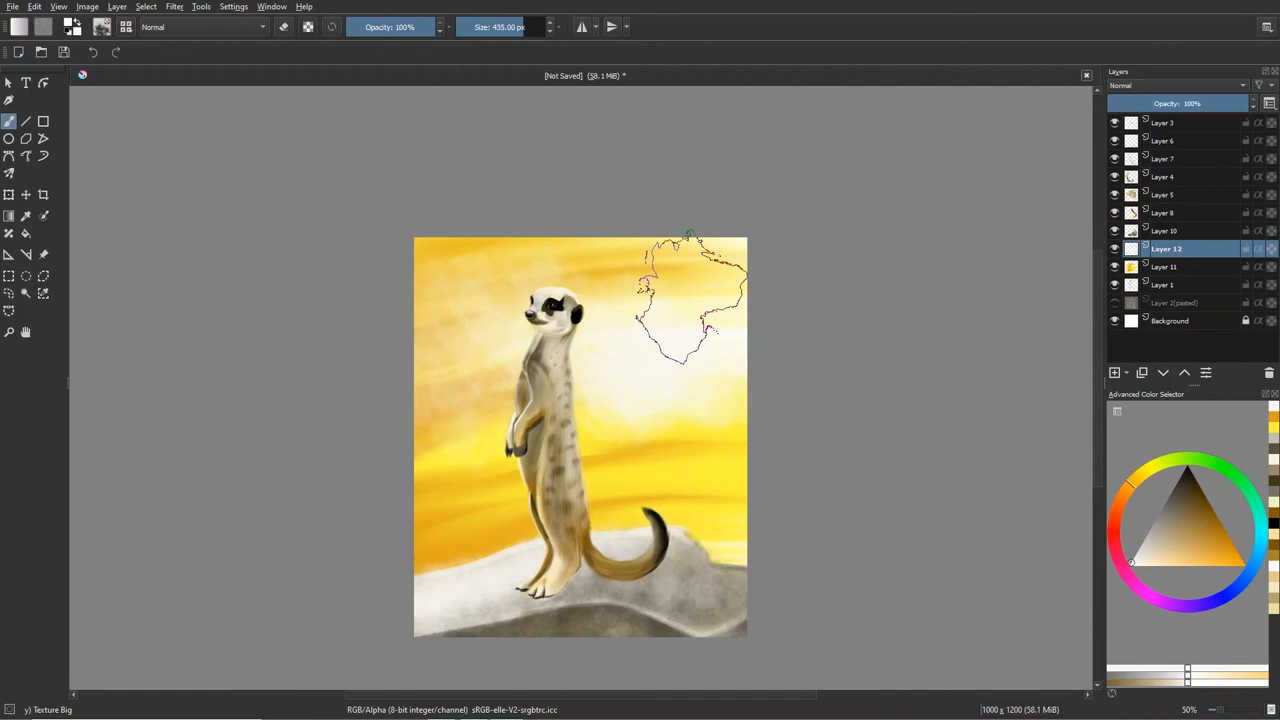 File Edit View Image Layer Select Filter Tools Settings Window Help
Normal Opacity: 100% Size: 435.00 px
[Not Saved] (58.1 MiB) *
Layers
Normal
Opacity: 100%
Layer 3
Layer 6
Layer 7
Layer 4
Layer 5
Layer 8
Layer 10
Layer 12
Layer 11
Layer 1
Layer 2(pasted)
Background
Advanced Color Selector
y) Texture Big RGB/Alpha (8-bit integer/channel) sRGB-elle-V2-srgbtrc.icc 1000 x 1200 (58.1 MiB) 50%